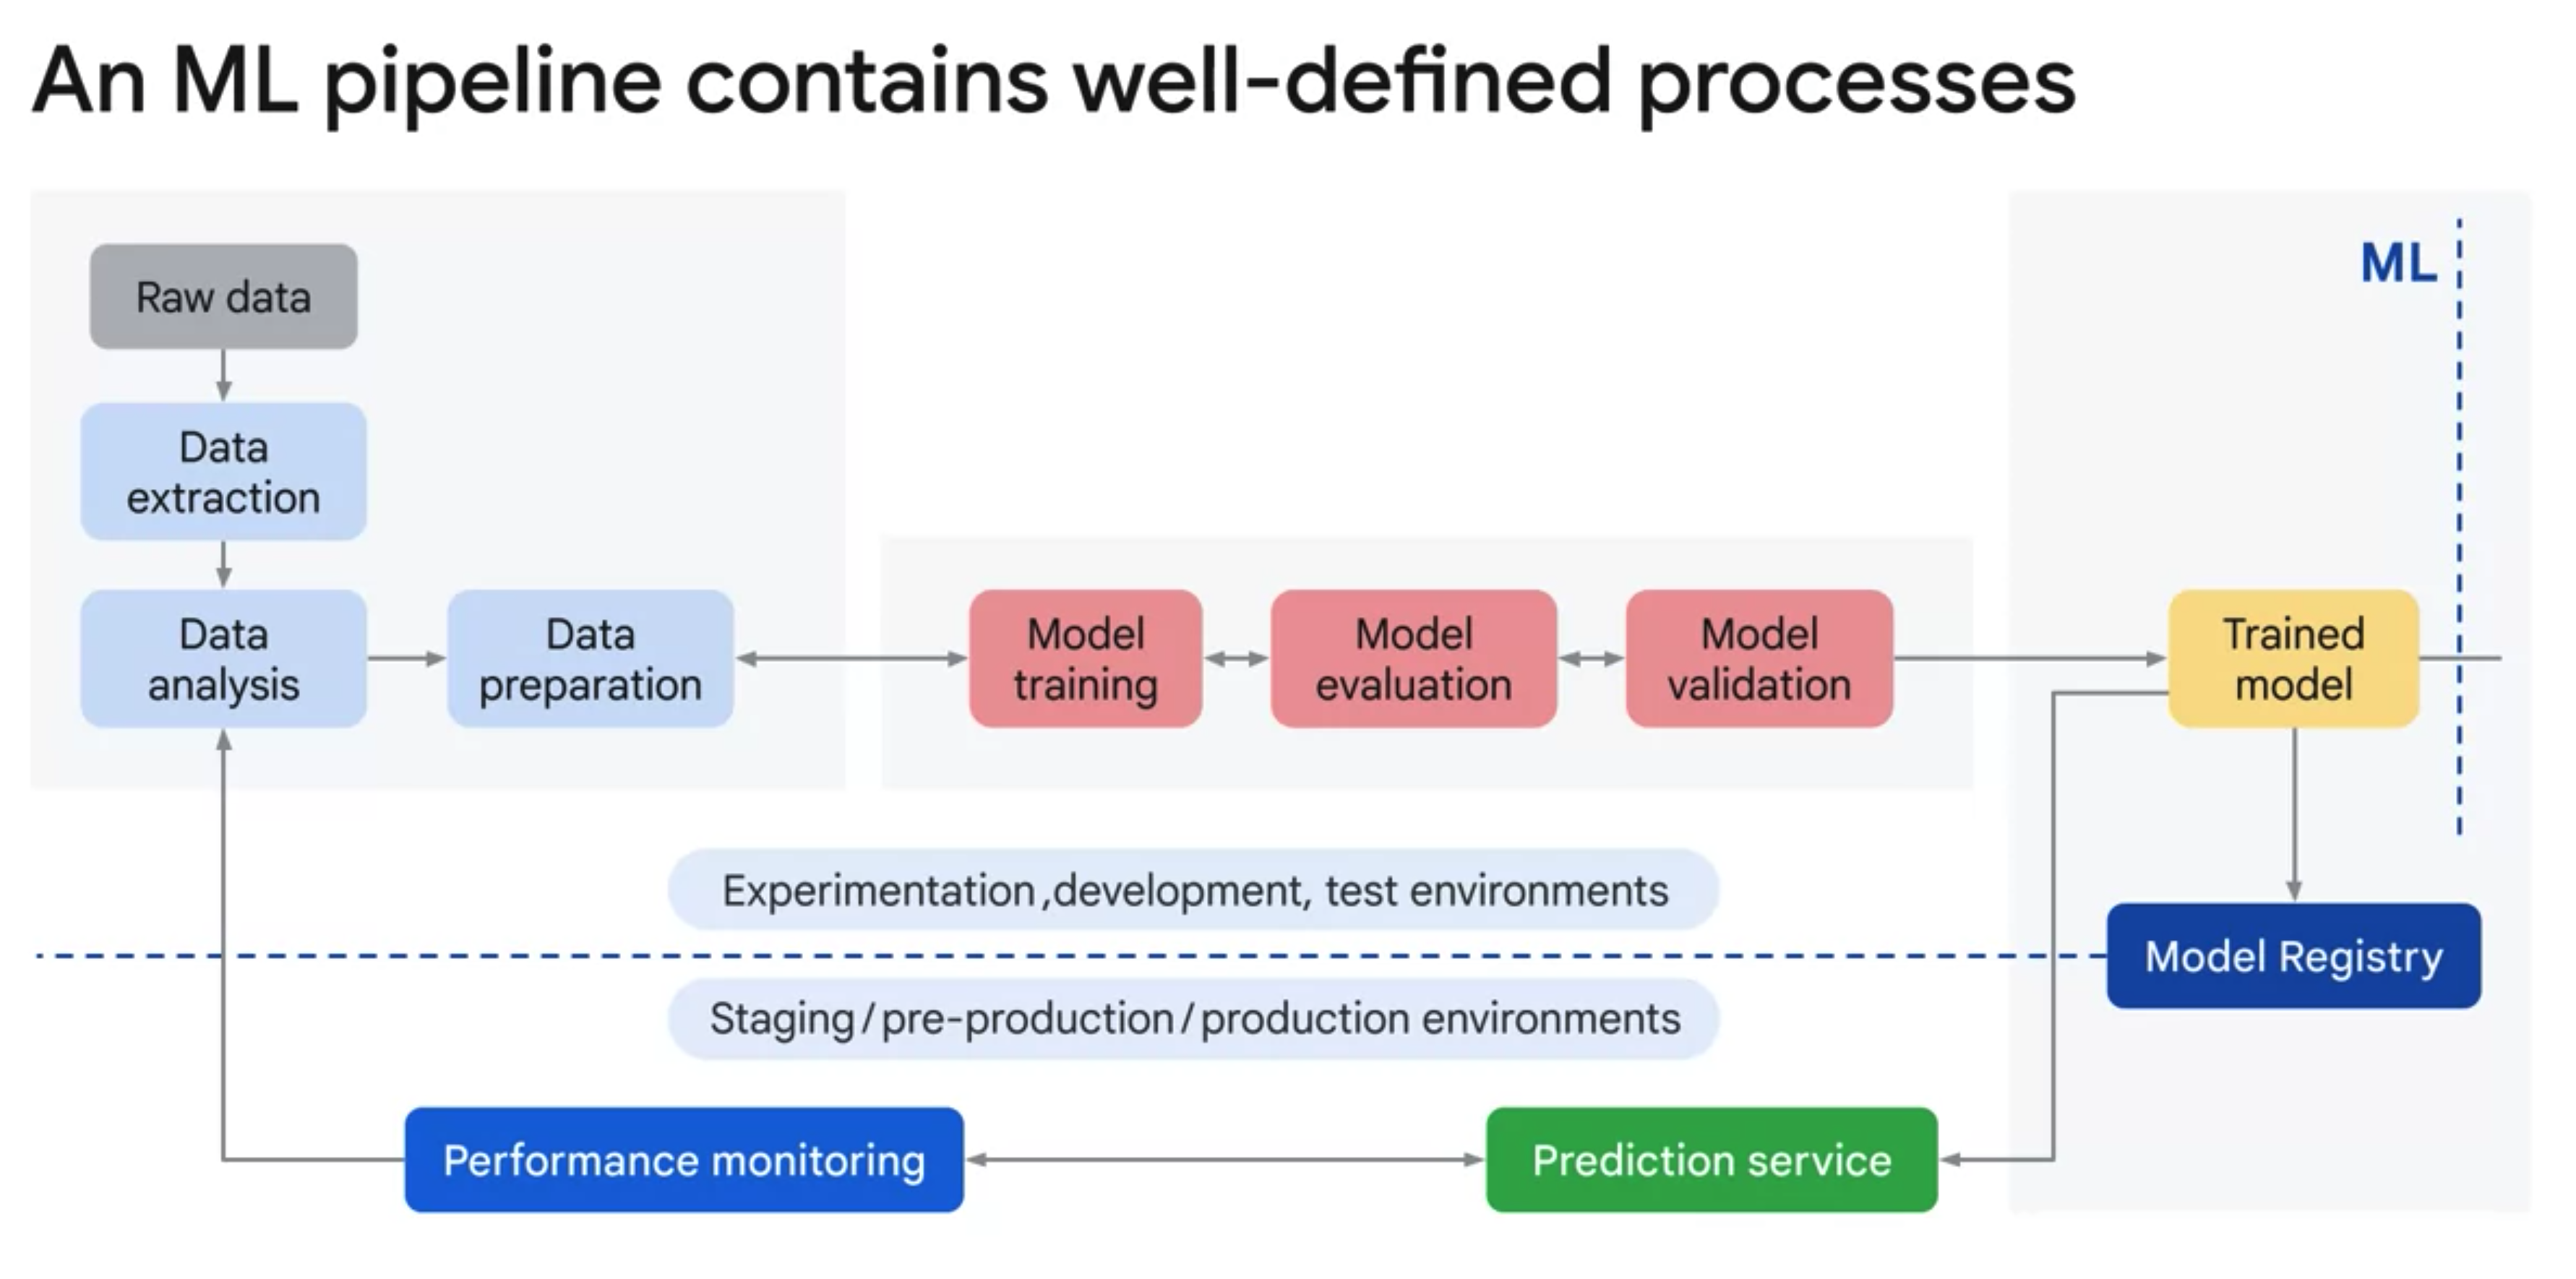 An ML pipeline contains well-defined processes
Raw data
ML
Data
extraction
Data
analysis
Data
preparation
Model
training
Model
evaluation
Model
validation
Trained
model
Experimentation,development, test environments
Model Registry
Staging/pre-production/production environments
Performance monitoring
Prediction service